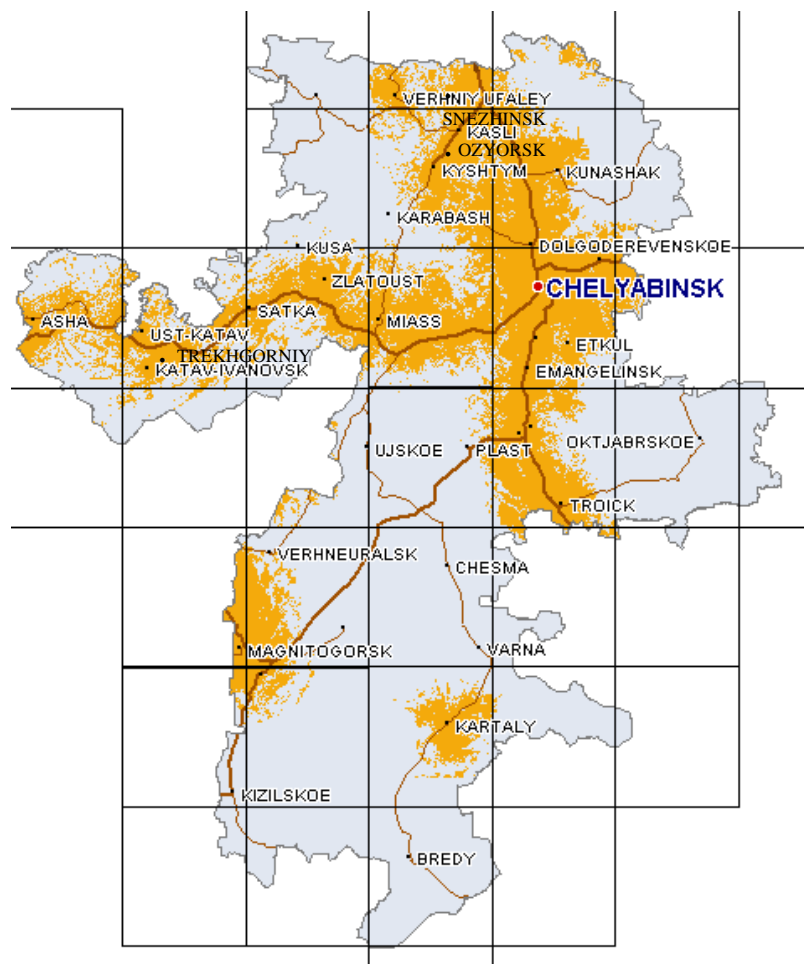 VERHNIY UFALEY
SNEZHINSK
KASLI
OZYORSK
KYSHTYM
KUNASHAK
KARABASH
KUSA
DOLGODEREVENSKOE
ZLATOUST
CHELYABINSK
SATKA
ASHA
MIASS
UST-KATAV
ETKUL
TREKHGORNIY
KATAV-IVANOVSK
EMANGELINSK
UJSKOE
PLAST
OKTJABRSKOE
TROICK
VERHNEURALSK
CHESMA
MAGNITOGORSK
VARNA
KARTALY
KIZILSKOE
BREDY